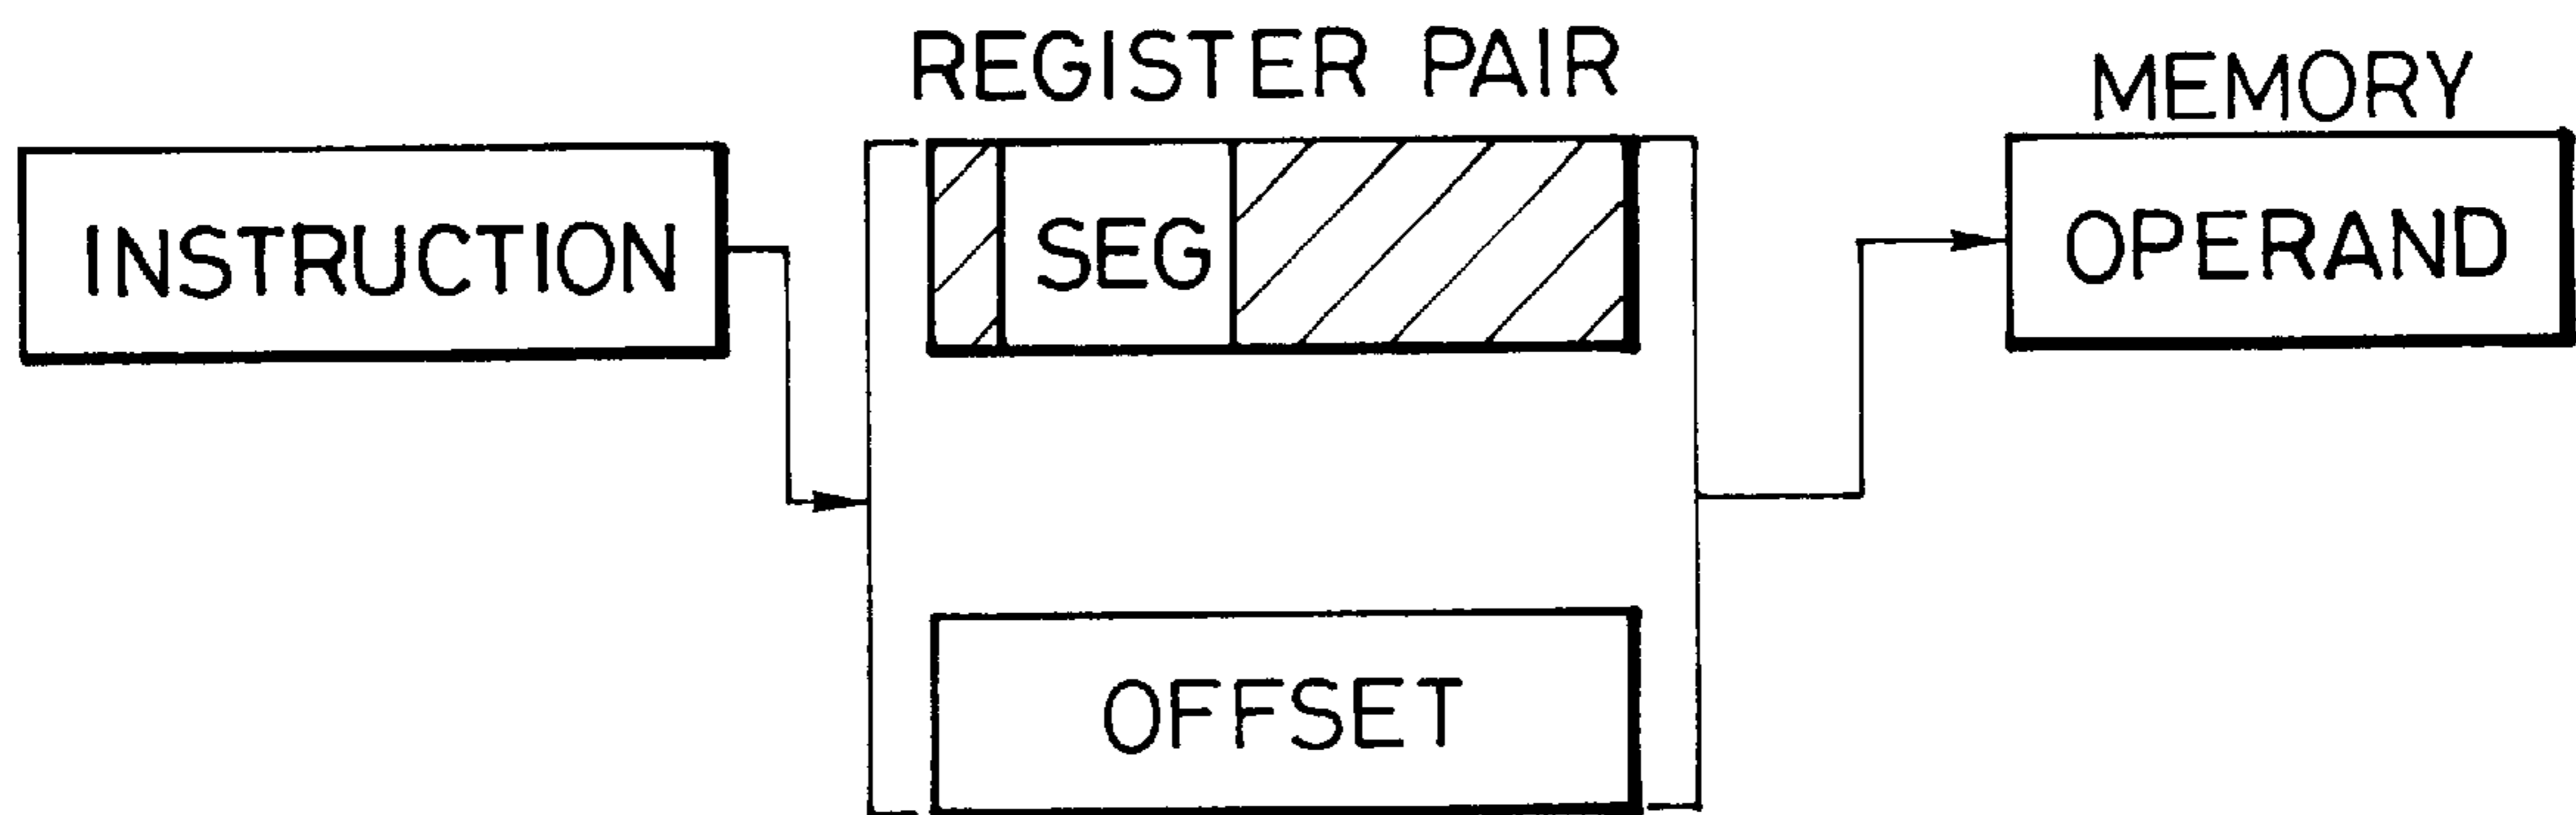 REGISTER PAIR
MEMORY
INSTRUCTION
SEG
OPERAND
OFFSET